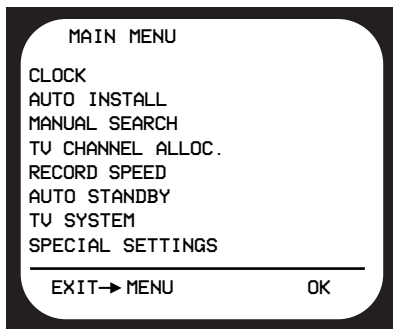 MAIN MENU
CLOCK
AUTO INSTALL
MANUAL SEARCH
TV CHANNEL ALLOC.
RECORD SPEED
AUTO STANDBY
TV SYSTEM
SPECIAL SETTINGS
EXIT→MENU OK